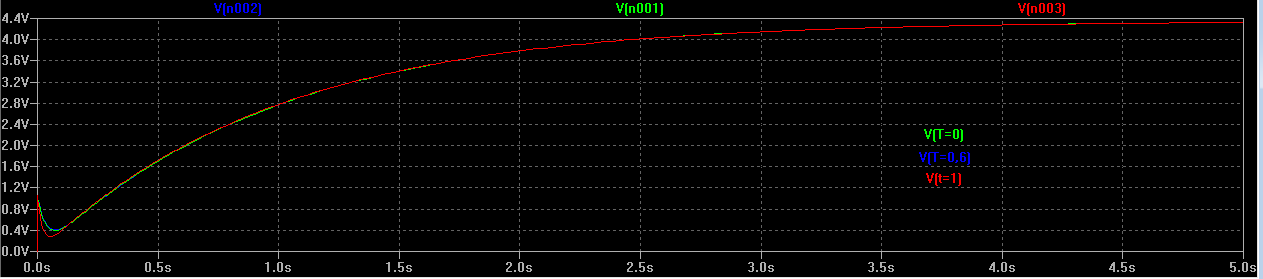 V(n002) V(n001) V(n003)
4.4V
4.0V
3.6V
3.2V
2.8V
2.4V
2.0V
1.6V
1.2V
0.8V
0.4V
0.0V
V(T=0)
V(T=0,6)
V(t=1)
0.0s 0.5s 1.0s 1.5s 2.0s 2.5s 3.0s 3.5s 4.0s 4.5s 5.0s